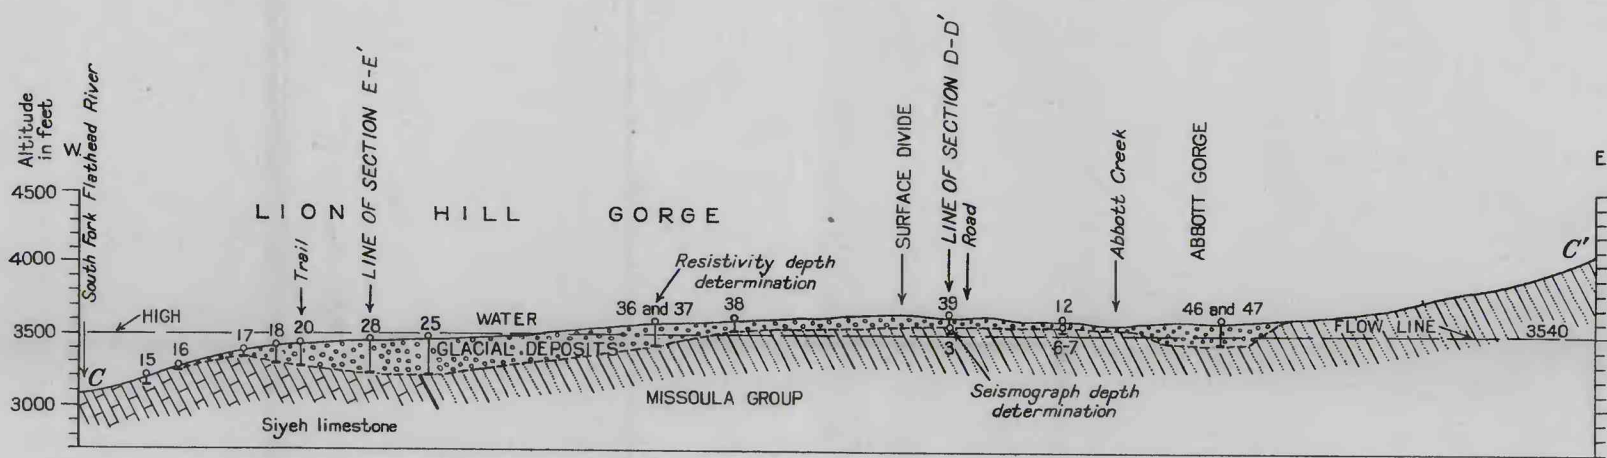 Altitude
in feet
W.
South Fork Flathead River
4500
4000
3500
3000
LION HILL GORGE
Trail
LINE OF SECTION E-E'
SURFACE DIVIDE
LINE OF SECTION D-D'
Road
Abbott Creek
ABBOTT GORGE
E
C'
Resistivity depth
determination
HIGH WATER FLOW LINE 3540
15
16
17
18
20
28
25
36 and 37
38
39
12
46 and 47
3
6-7
GLACIAL DEPOSITS
C
MISSOULA GROUP
Seismograph depth
determination
Siyeh limestone